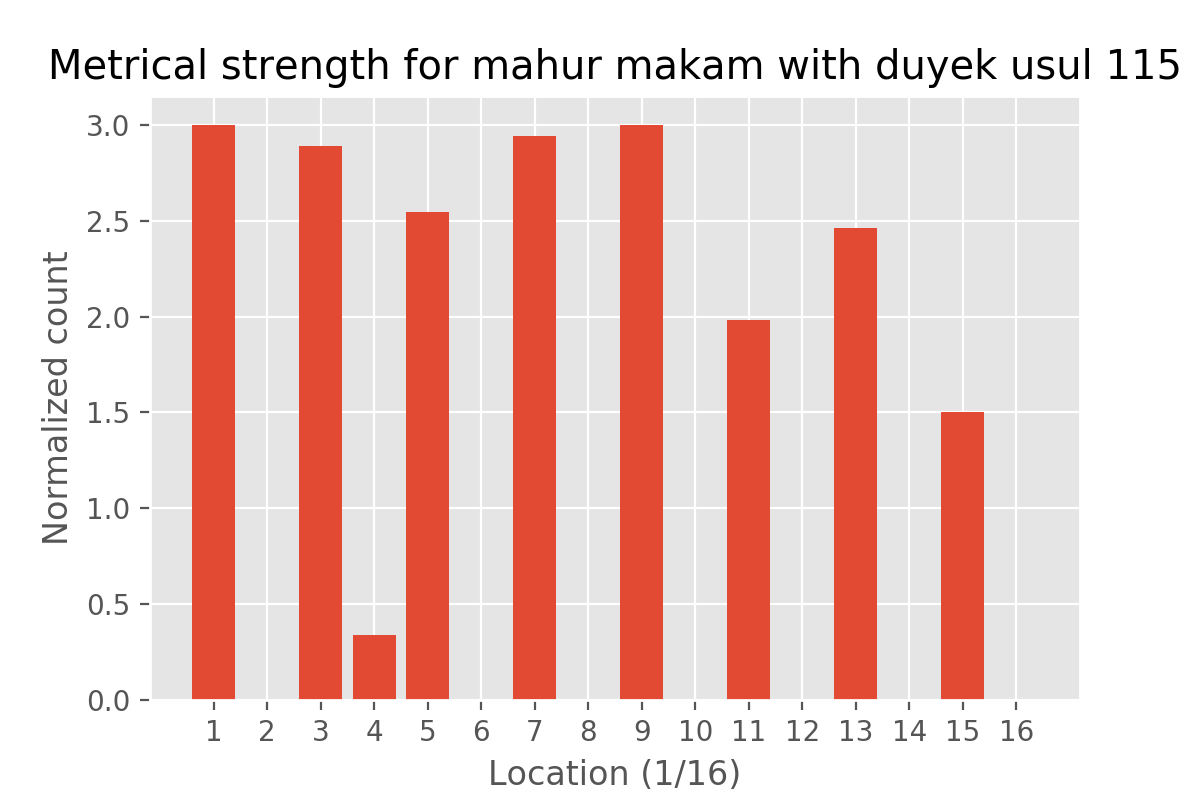 Metrical strength for mahur makam with duyek usul 115
Normalized count
3.0
2.5
2.0
1.5
1.0
0.5
0.0
1 2 3 4 5 6 7 8 9 10 11 12 13 14 15 16
Location (1/16)